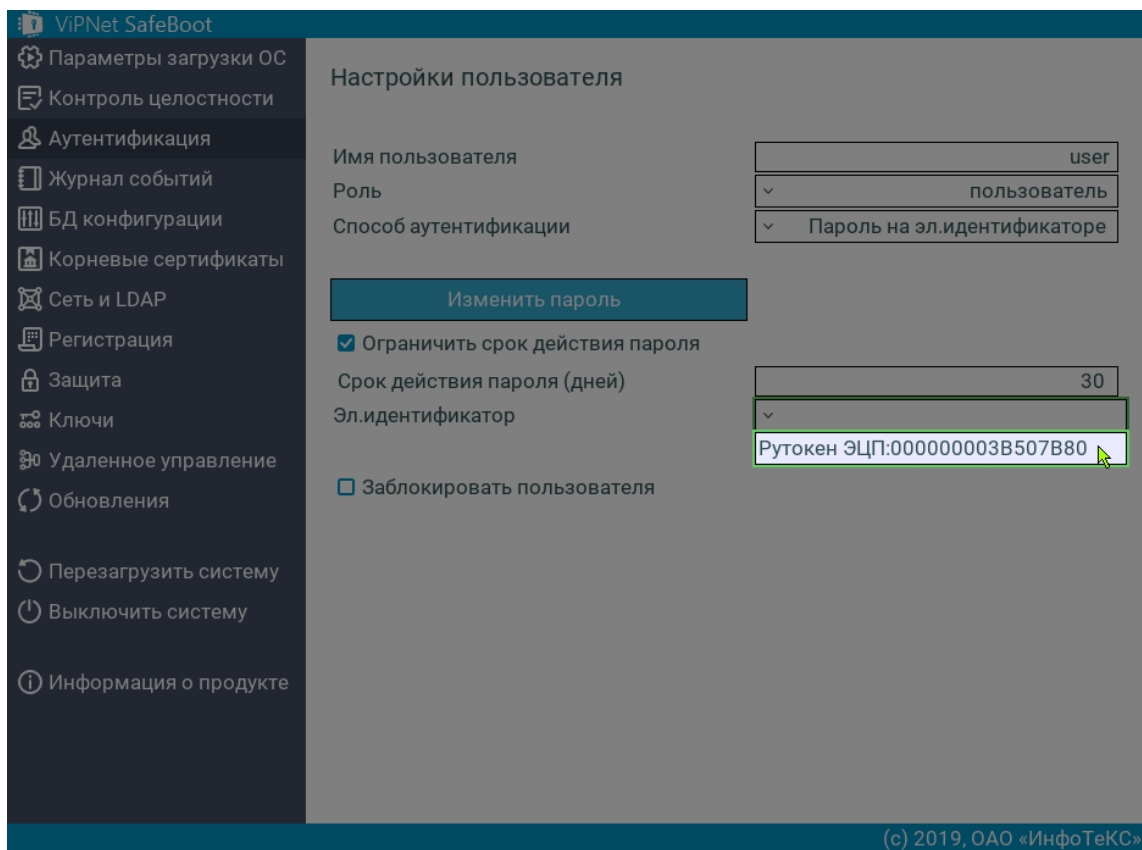 ViPNet SafeBoot
Параметры загрузки ОС
Контроль целостности
Аутентификация
Журнал событий
БД конфигурации
Корневые сертификаты
Сеть и LDAP
Регистрация
Защита
Ключи
Удаленное управление
Обновления
Перезагрузить систему
Выключить систему
Информация о продукте
Настройки пользователя
Имя пользователя user
Роль пользователь
Способ аутентификации Пароль на эл.идентификаторе
Изменить пароль
Ограничить срок действия пароля
Срок действия пароля (дней) 30
Эл.идентификатор
Рутокен ЭЦП:000000003B507B80
Заблокировать пользователя
(c) 2019, ОАО «ИнфоТеКС»